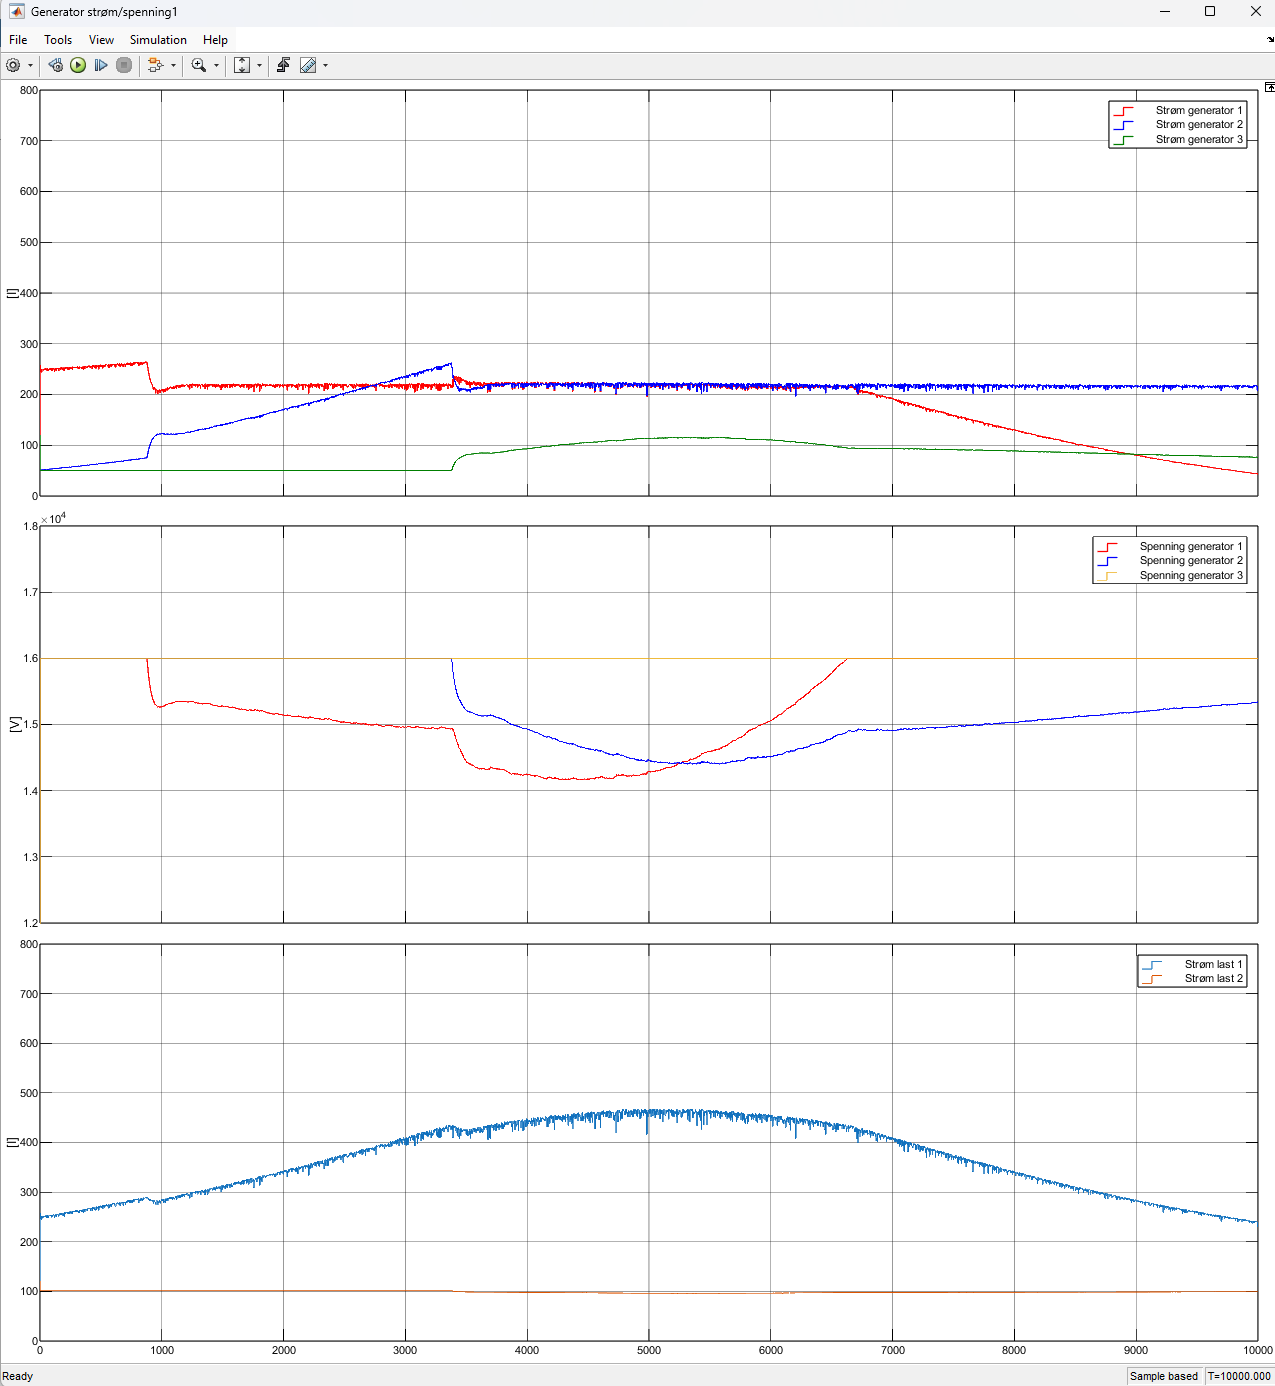 Generator strøm/spenning1
File Tools View Simulation Help
800
700
600
500
400
300
200
100
0
[I]
Strøm generator 1
Strøm generator 2
Strøm generator 3
×10⁴
1.8
1.7
1.6
1.5
1.4
1.3
1.2
[V]
Spenning generator 1
Spenning generator 2
Spenning generator 3
800
700
600
500
400
300
200
100
0
[I]
Strøm last 1
Strøm last 2
0 1000 2000 3000 4000 5000 6000 7000 8000 9000 10000
Ready Sample based T=10000.000